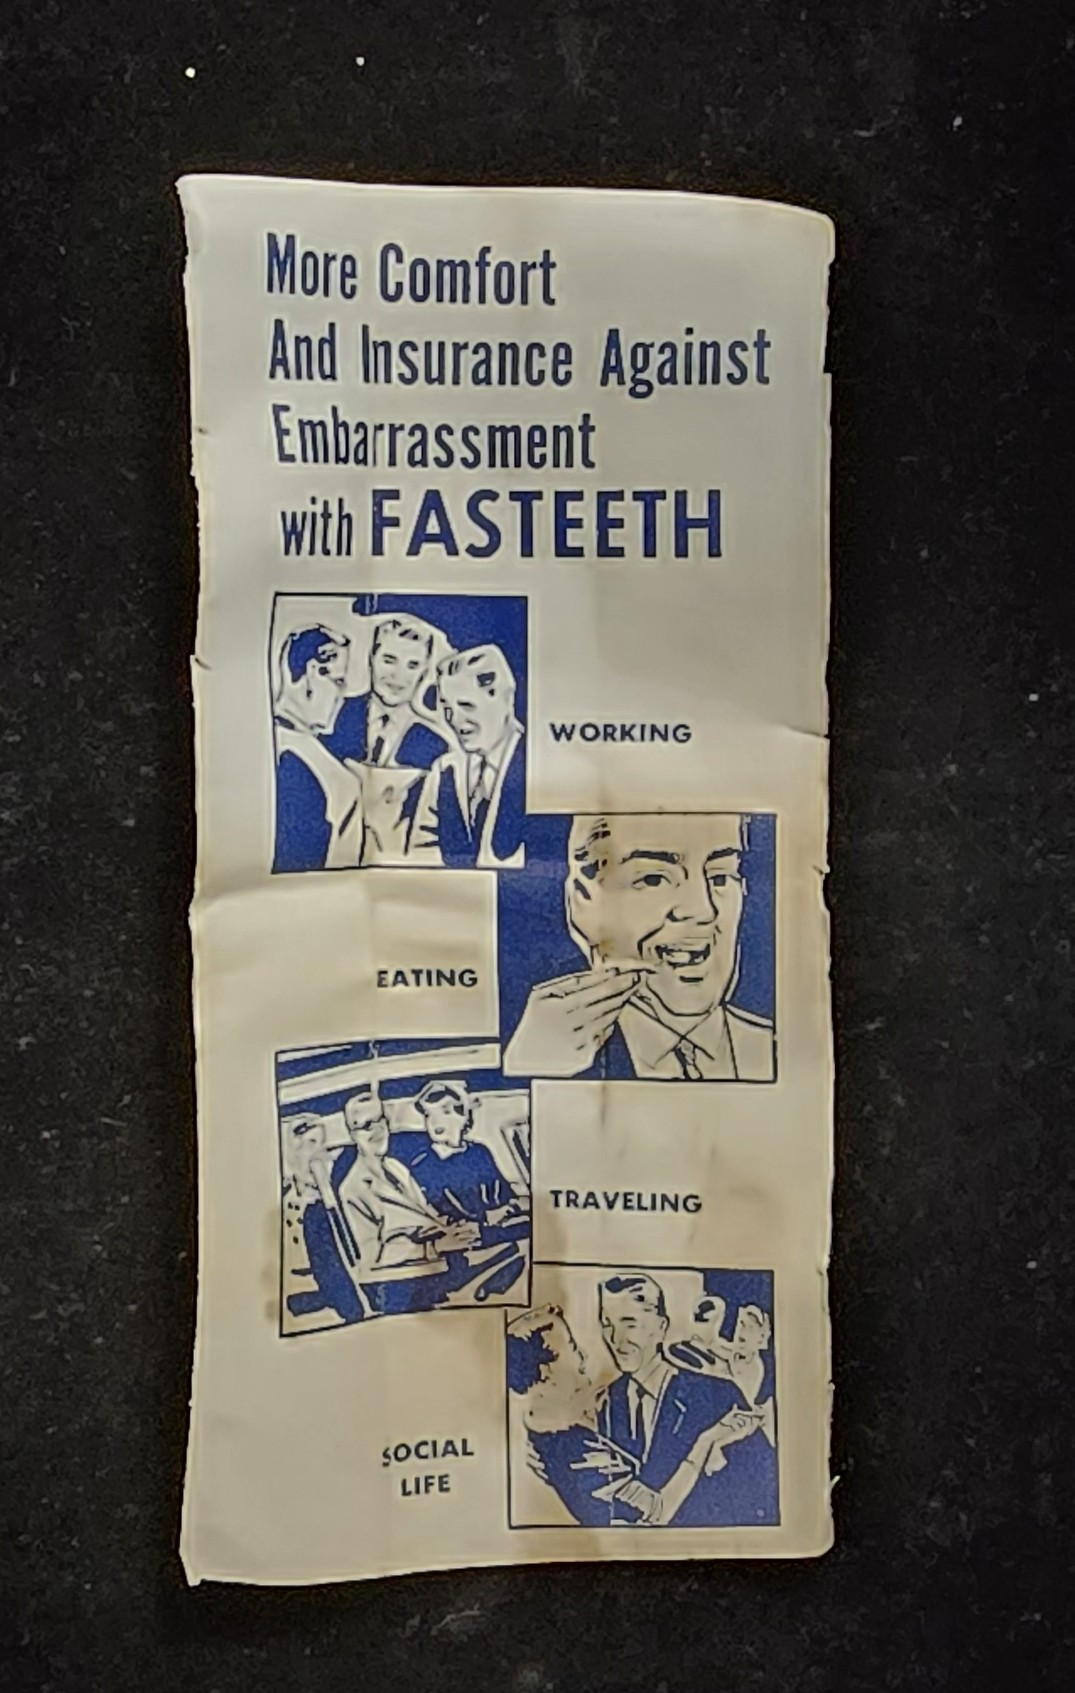 More Comfort
And Insurance Against
Embarrassment
with FASTEETH
WORKING
EATING
TRAVELING
SOCIAL
LIFE